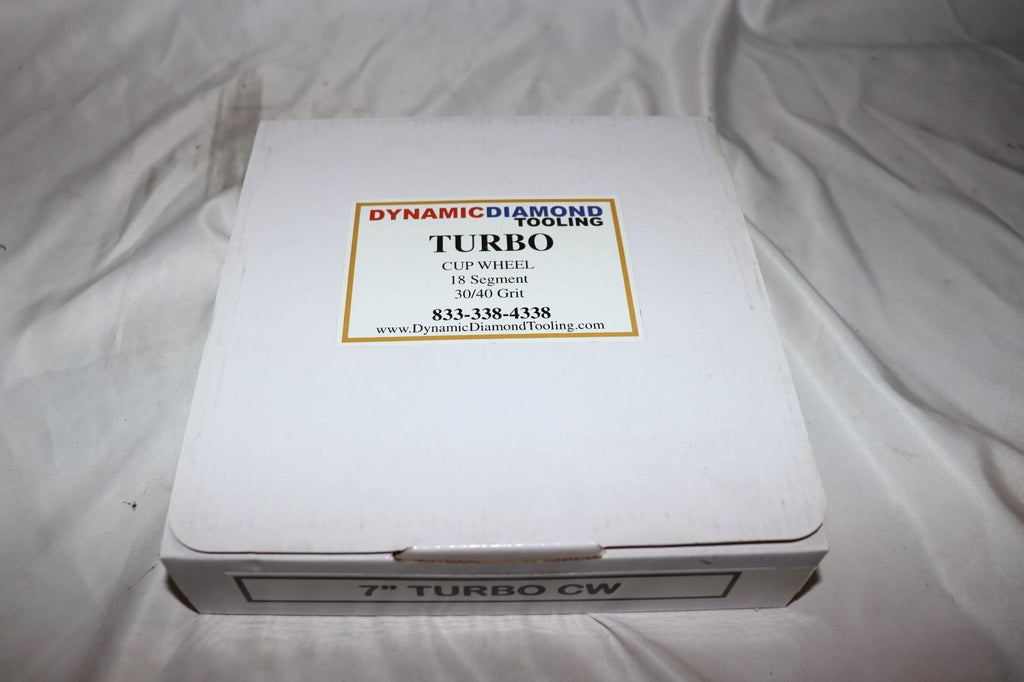 DYNAMICDIAMOND
TOOLING
TURBO
CUP WHEEL
18 Segment
30/40 Grit
833-338-4338
www.DynamicDiamondTooling.com
7” TURBO CW